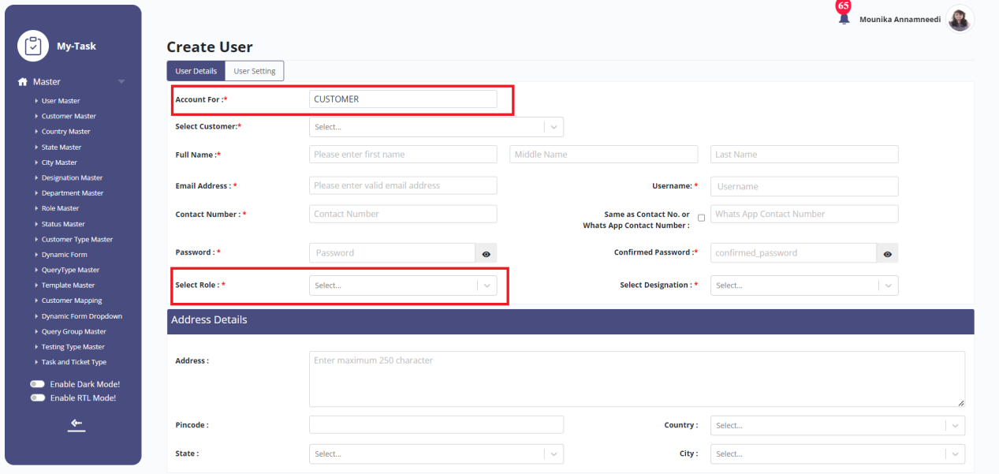 65
Mounika Annamneedi
My-Task
Master
User Master
Customer Master
Country Master
State Master
City Master
Designation Master
Department Master
Role Master
Status Master
Customer Type Master
Dynamic Form
QueryType Master
Template Master
Customer Mapping
Dynamic Form Dropdown
Query Group Master
Testing Type Master
Task and Ticket Type
Enable Dark Mode!
Enable RTL Mode!
Create User
User Details User Setting
Account For :* CUSTOMER
Select Customer:* Select...
Full Name :* Please enter first name Middle Name Last Name
Email Address : * Please enter valid email address Username: * Username
Contact Number : * Contact Number Same as Contact No. or Whats App Contact Number
Whats App Contact Number :
Password : * Password Confirmed Password :* confirmed_password
Select Role : * Select... Select Designation : * Select...
Address Details
Address : Enter maximum 250 character
Pincode : Country : Select...
State : Select... City : Select...